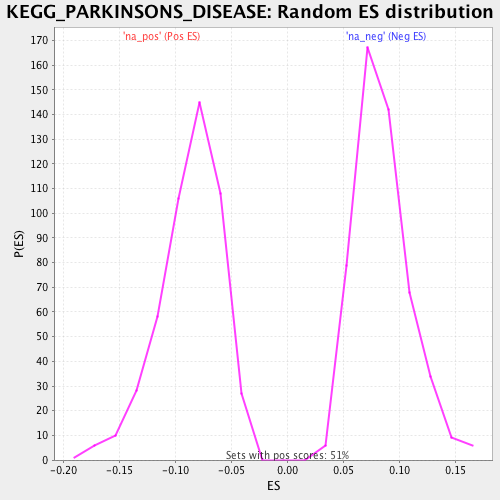 KEGG_PARKINSONS_DISEASE: Random ES distribution
'na_pos' (Pos ES)
'na_neg' (Neg ES)
170
160
150
140
130
120
110
100
90
80
70
60
50
40
30
20
10
0
P(ES)
Sets with pos scores: 51%
-0.20 -0.15 -0.10 -0.05 0.00 0.05 0.10 0.15
ES